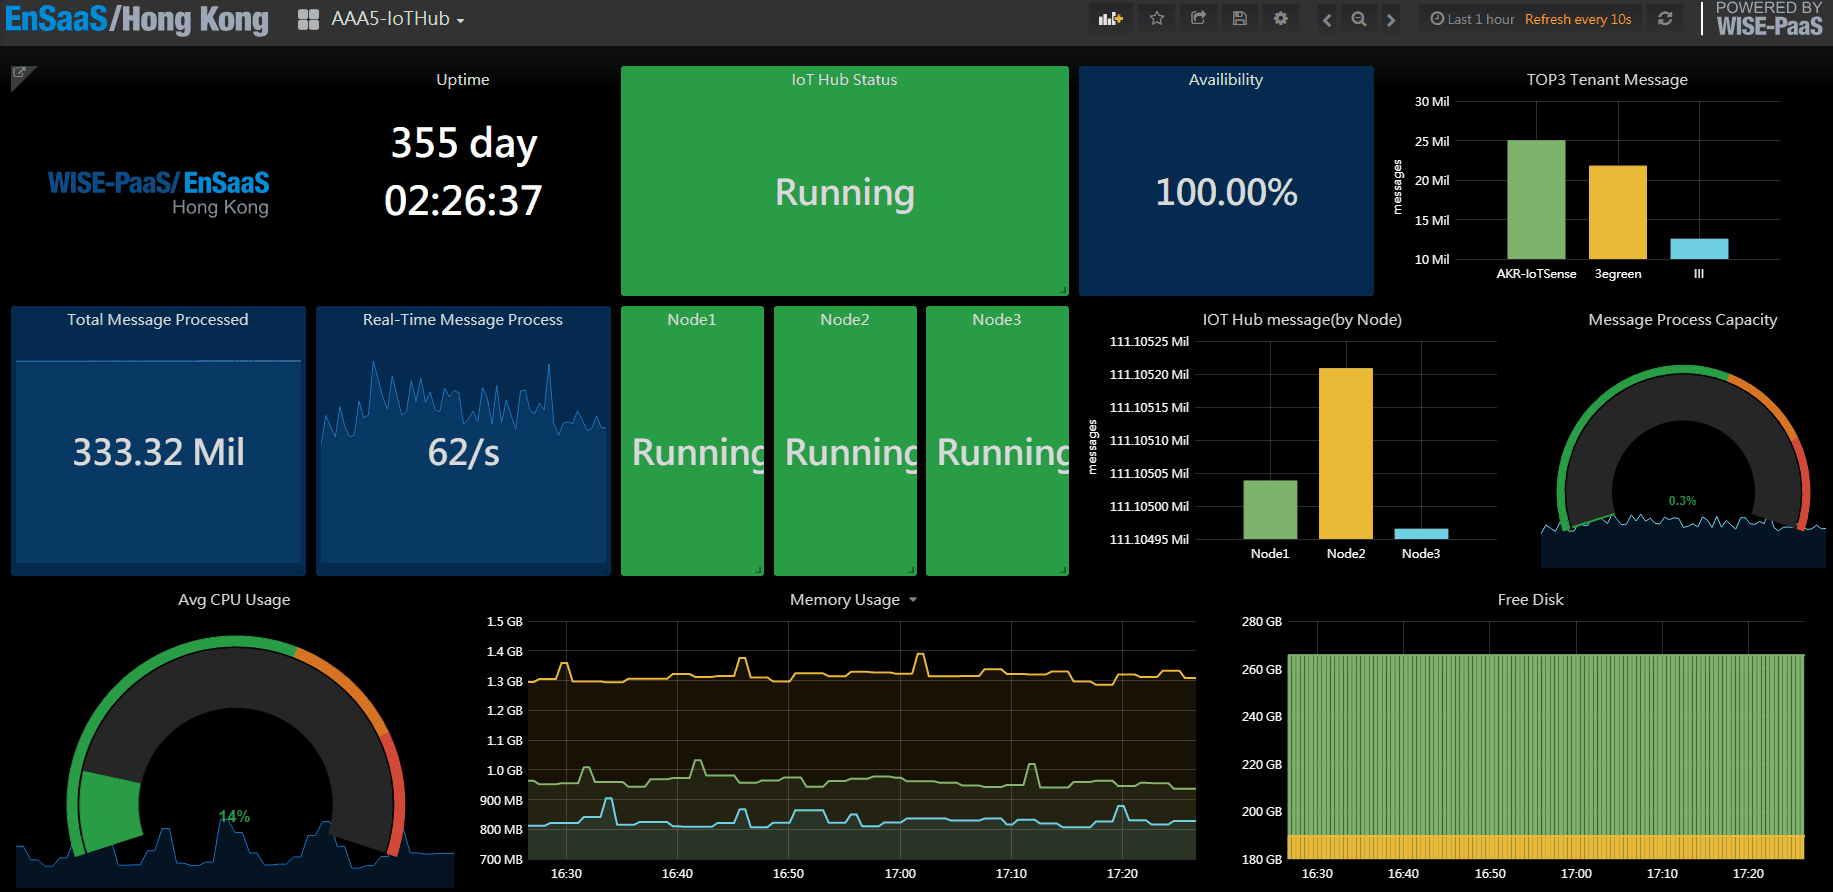 EnSaaS/Hong Kong
AAA5-IoTHub
Last 1 hour Refresh every 10s
POWERED BY
WISE-PaaS
WISE-PaaS/EnSaaS
Hong Kong
Uptime
355 day
02:26:37
IoT Hub Status
Running
Availibility
100.00%
TOP3 Tenant Message
30 Mil
25 Mil
20 Mil
15 Mil
10 Mil
messages
AKR-IoTSense 3egreen III
Total Message Processed
333.32 Mil
Real-Time Message Process
62/s
Node1
Running
Node2
Running
Node3
Running
IOT Hub message(by Node)
111.10525 Mil
111.10520 Mil
111.10515 Mil
111.10510 Mil
111.10505 Mil
111.10500 Mil
111.10495 Mil
messages
Node1 Node2 Node3
Message Process Capacity
0.3%
Avg CPU Usage
14%
Memory Usage
1.5 GB
1.4 GB
1.3 GB
1.2 GB
1.1 GB
1.0 GB
900 MB
800 MB
700 MB
16:30 16:40 16:50 17:00 17:10 17:20
Free Disk
280 GB
260 GB
240 GB
220 GB
200 GB
180 GB
16:30 16:40 16:50 17:00 17:10 17:20